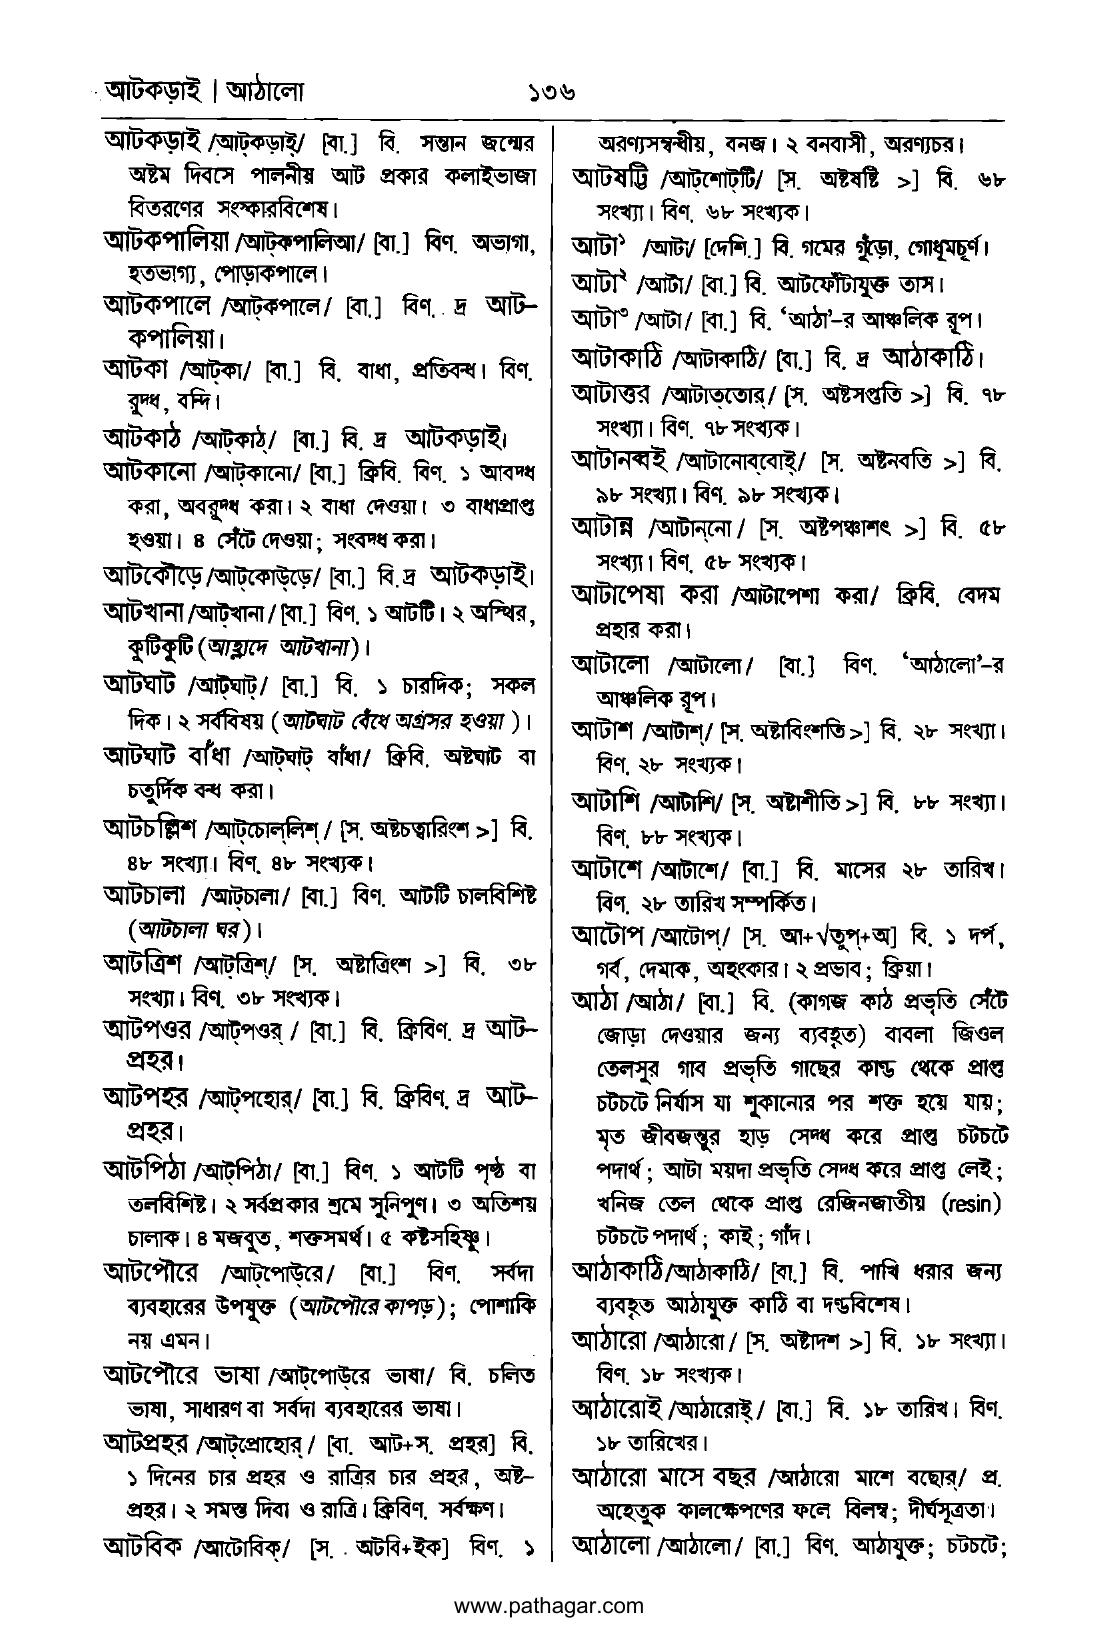 আটকড়াই | আঠালো
১৩৬
আটকড়াই /আট্‌কড়াই/ [বা.] বি. সন্তান জন্মের
অষ্টম দিবসে পালনীয় আট প্রকার কলাইভাজা
বিতরণের সংস্কারবিশেষ।
আটকপালিয়া /আট্‌কপালিআ/ [বা.] বিণ. অভাগা,
হতভাগ্য, পোড়াকপালে।
আটকপালে /আট্‌কপালে/ [বা.] বিণ. দ্র আট-
কপালিয়া।
আটকা /আট্‌কা/ [বা.] বি. বাধা, প্রতিবন্ধ। বিণ.
রুদ্ধ, বন্দি।
আটকাঠ /আট্‌কাঠ্/ [বা.] বি. দ্র আটকড়াই।
আটকানো /আট্‌কানো/ [বা.] ক্রিবি. বিণ. ১ আবদ্ধ
করা, অবরুদ্ধ করা। ২ বাধা দেওয়া। ৩ বাধাপ্রাপ্ত
হওয়া। ৪ সেঁটে দেওয়া; সংবদ্ধ করা।
আটকৌড়ে /আট্‌কোউড়ে/ [বা.] বি. দ্র আটকড়াই।
আটখানা /আট্‌খানা/ [বা.] বিণ. ১ আটটি। ২ অস্থির,
কুটিকুটি (আহ্লাদে আটখানা)।
আটঘাট /আট্‌ঘাট্/ [বা.] বি. ১ চারদিক; সকল
দিক। ২ সর্ববিষয় (আটঘাট বেঁধে অগ্রসর হওয়া)।
আটঘাট বাঁধা /আট্‌ঘাট্ বাঁধা/ ক্রিবি. অষ্টঘাট বা
চতুর্দিক বন্ধ করা।
আটচল্লিশ /আট্‌চোল্‌লিশ্/ [স. অষ্টচত্বারিংশ >] বি.
৪৮ সংখ্যা। বিণ. ৪৮ সংখ্যক।
আটচালা /আট্‌চালা/ [বা.] বিণ. আটটি চালবিশিষ্ট
(আটচালা ঘর)।
আটত্রিশ /আট্‌ত্রিশ্/ [স. অষ্টাত্রিংশ >] বি. ৩৮
সংখ্যা। বিণ. ৩৮ সংখ্যক।
আটপওর /আট্‌পওর্/ [বা.] বি. ক্রিবিণ. দ্র আট-
প্রহর।
আটপহর /আট্‌পহোর্/ [বা.] বি. ক্রিবিণ. দ্র আট-
প্রহর।
আটপিঠা /আট্‌পিঠা/ [বা.] বিণ. ১ আটটি পৃষ্ঠ বা
তলবিশিষ্ট। ২ সর্বপ্রকার শ্রমে সুনিপুণ। ৩ অতিশয়
চালাক। ৪ মজবুত, শক্তসমর্থ। ৫ কষ্টসহিষ্ণু।
আটপৌরে /আট্‌পোউরে/ [বা.] বিণ. সর্বদা
ব্যবহারের উপযুক্ত (আটপৌরে কাপড়); পোশাকি
নয় এমন।
আটপৌরে ভাষা /আট্‌পোউরে ভাষা/ বি. চলিত
ভাষা, সাধারণ বা সর্বদা ব্যবহারের ভাষা।
আটপ্রহর /আট্‌প্রোহোর্/ [বা. আট+স. প্রহর] বি.
১ দিনের চার প্রহর ও রাত্রির চার প্রহর, অষ্ট-
প্রহর। ২ সমস্ত দিবা ও রাত্রি। ক্রিবিণ. সর্বক্ষণ।
আটবিক /আটোবিক্/ [স. অটবি+ইক] বিণ. ১
অরণ্যসম্বন্ধীয়, বনজ। ২ বনবাসী, অরণ্যচর।
আটষট্টি /আট্‌শোট্‌টি/ [স. অষ্টষষ্টি >] বি. ৬৮
সংখ্যা। বিণ. ৬৮ সংখ্যক।
আটা¹ /আটা/ [দেশি.] বি. গমের গুঁড়া, গোধূমচূর্ণ।
আটা² /আটা/ [বা.] বি. আটফোঁটাযুক্ত তাস।
আটা³ /আটা/ [বা.] বি. ‘আঠা’-র আঞ্চলিক রূপ।
আটাকাঠি /আটাকাঠি/ [বা.] বি. দ্র আঠাকাঠি।
আটাত্তর /আটাত্‌তোর্/ [স. অষ্টসপ্ততি >] বি. ৭৮
সংখ্যা। বিণ. ৭৮ সংখ্যক।
আটানব্বই /আটানোব্‌বোই্/ [স. অষ্টনবতি >] বি.
৯৮ সংখ্যা। বিণ. ৯৮ সংখ্যক।
আটান্ন /আটান্‌নো/ [স. অষ্টপঞ্চাশৎ >] বি. ৫৮
সংখ্যা। বিণ. ৫৮ সংখ্যক।
আটাপেষা করা /আটাপেশা করা/ ক্রিবি. বেদম
প্রহার করা।
আটালো /আটালো/ [বা.] বিণ. ‘আঠালো’-র
আঞ্চলিক রূপ।
আটাশ /আটাশ্/ [স. অষ্টাবিংশতি >] বি. ২৮ সংখ্যা।
বিণ. ২৮ সংখ্যক।
আটাশি /আটাশি/ [স. অষ্টাশীতি >] বি. ৮৮ সংখ্যা।
বিণ. ৮৮ সংখ্যক।
আটাশে /আটাশে/ [বা.] বি. মাসের ২৮ তারিখ।
বিণ. ২৮ তারিখ সম্পর্কিত।
আটোপ /আটোপ্/ [স. আ+√তুপ্+অ] বি. ১ দর্প,
গর্ব, দেমাক, অহংকার। ২ প্রভাব; ক্রিয়া।
আঠা /আঠা/ [বা.] বি. (কাগজ কাঠ প্রভৃতি সেঁটে
জোড়া দেওয়ার জন্য ব্যবহৃত) বাবলা জিওল
তেলসুর গাব প্রভৃতি গাছের কান্ড থেকে প্রাপ্ত
চটচটে নির্যাস যা শুকানোর পর শক্ত হয়ে যায়;
মৃত জীবজন্তুর হাড় সেদ্ধ করে প্রাপ্ত চটচটে
পদার্থ; আটা ময়দা প্রভৃতি সেদ্ধ করে প্রাপ্ত লেই;
খনিজ তেল থেকে প্রাপ্ত রেজিনজাতীয় (resin)
চটচটে পদার্থ; কাই; গাঁদ।
আঠাকাঠি /আঠাকাঠি/ [বা.] বি. পাখি ধরার জন্য
ব্যবহৃত আঠাযুক্ত কাঠি বা দণ্ডবিশেষ।
আঠারো /আঠারো/ [স. অষ্টাদশ >] বি. ১৮ সংখ্যা।
বিণ. ১৮ সংখ্যক।
আঠারোই /আঠারোই্/ [বা.] বি. ১৮ তারিখ। বিণ.
১৮ তারিখের।
আঠারো মাসে বছর /আঠারো মাশে বছোর্/ প্র.
অহেতুক কালক্ষেপণের ফলে বিলম্ব; দীর্ঘসূত্রতা।
আঠালো /আঠালো/ [বা.] বিণ. আঠাযুক্ত; চটচটে;
www.pathagar.com